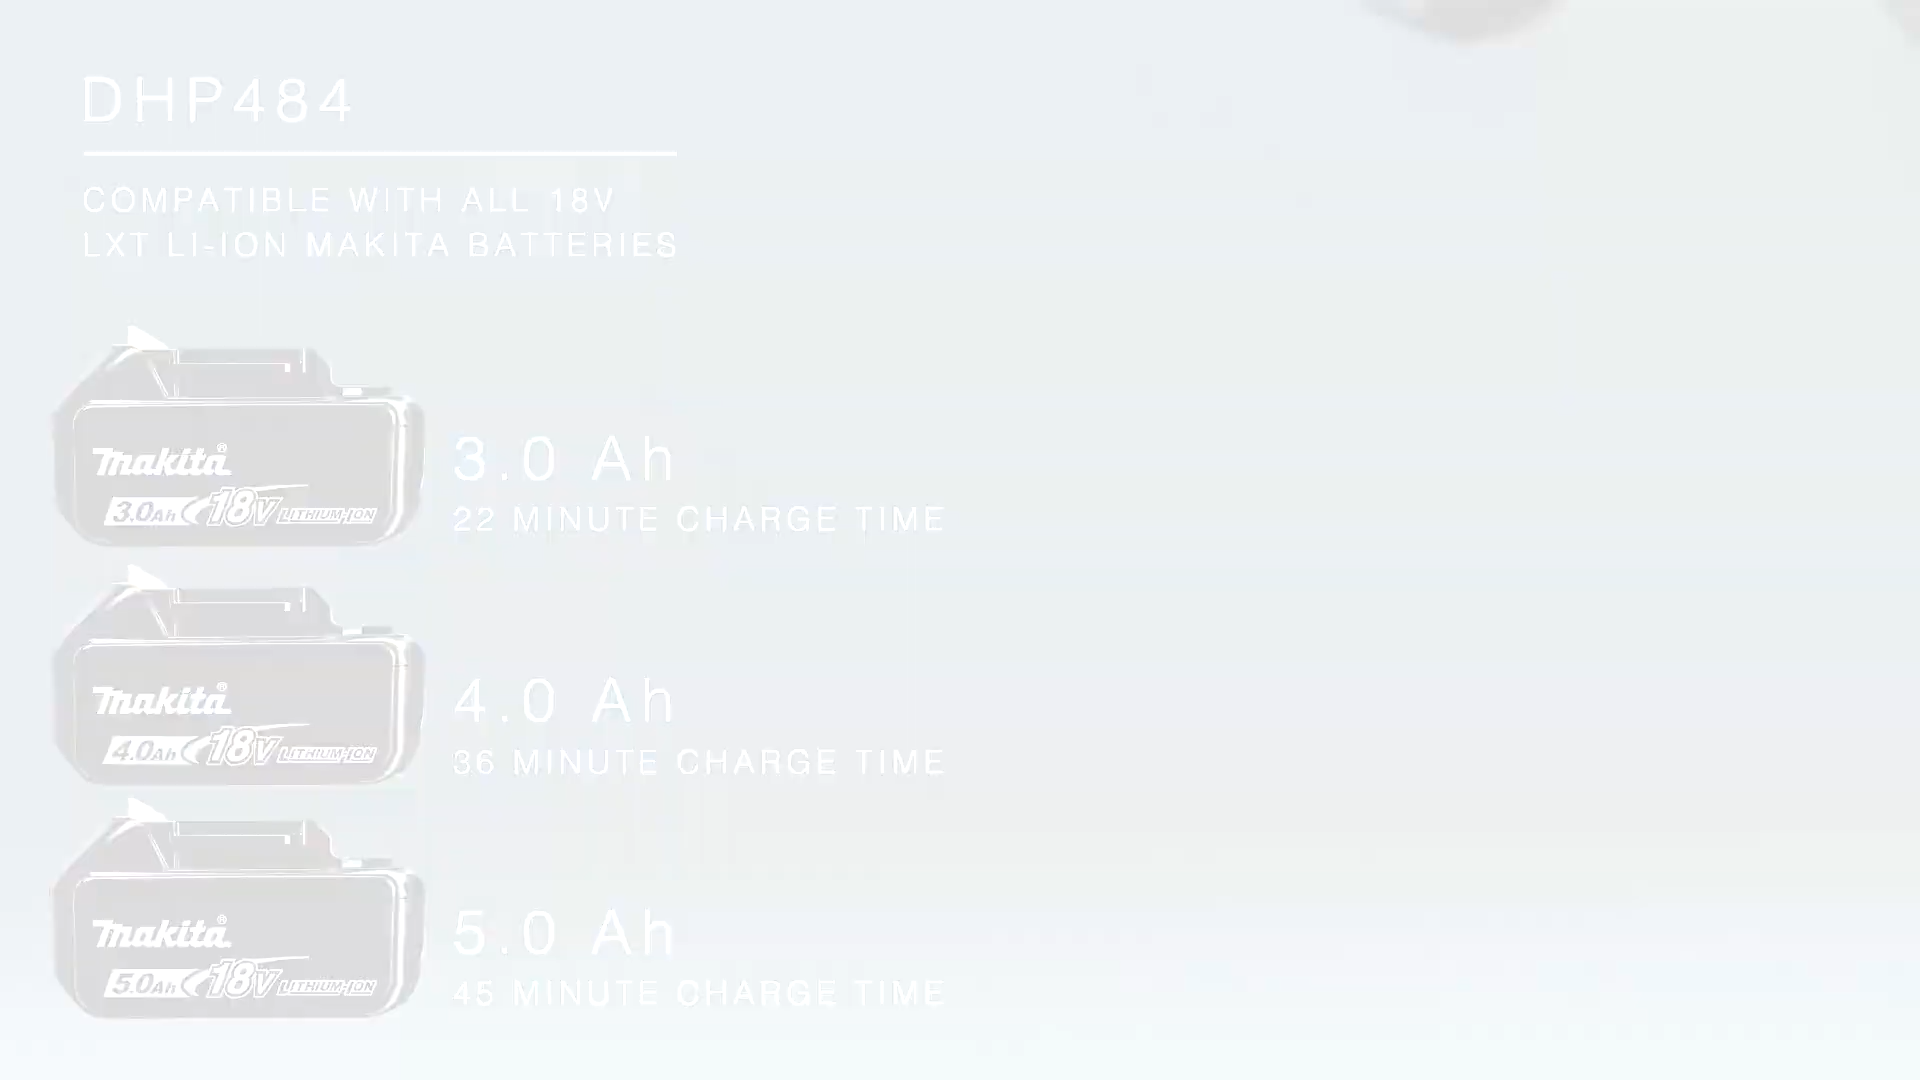 DHP484
COMPATIBLE WITH ALL 18V
LXT LI-ION MAKITA BATTERIES
makita®
3.0Ah 18V LITHIUM-ION
3.0 Ah
22 MINUTE CHARGE TIME
makita®
4.0Ah 18V LITHIUM-ION
4.0 Ah
36 MINUTE CHARGE TIME
makita®
5.0Ah 18V LITHIUM-ION
5.0 Ah
45 MINUTE CHARGE TIME